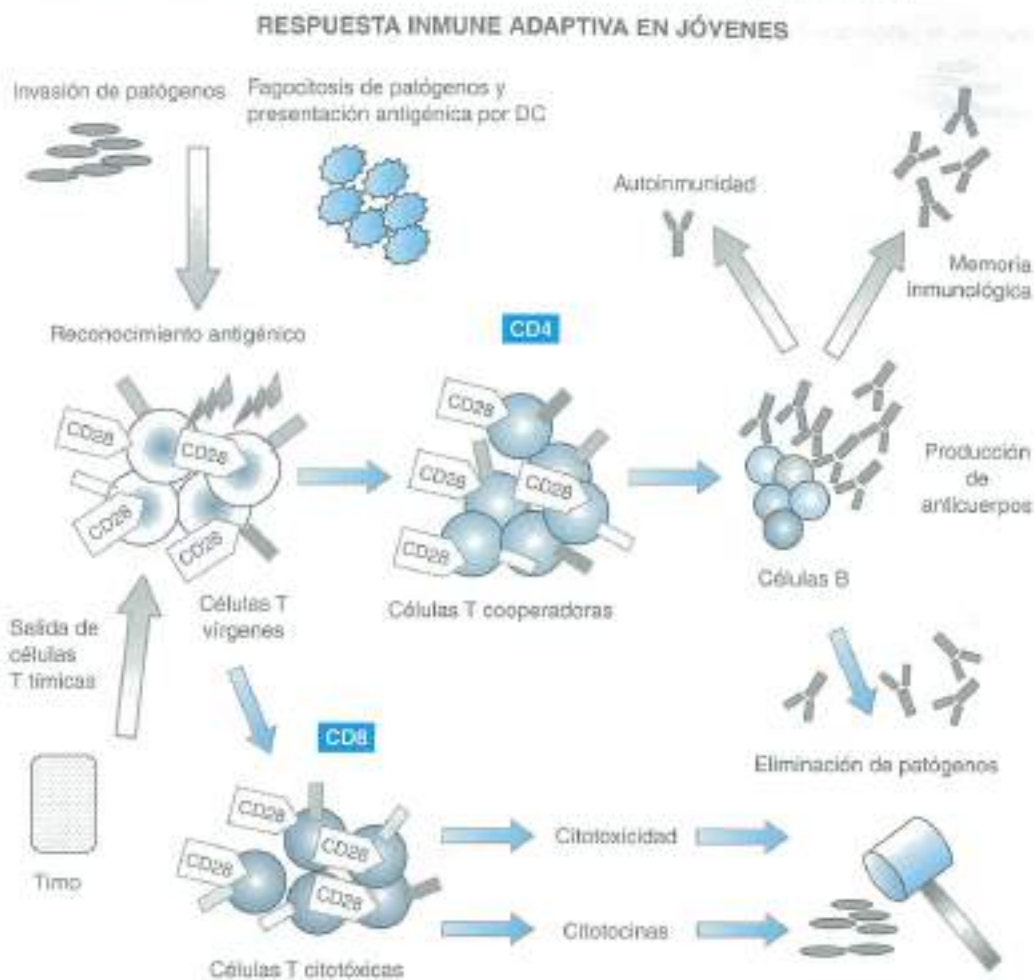 RESPUESTA INMUNE ADAPTIVA EN JÓVENES
Invasión de patógenos
Fagocitosis de patógenos y
presentación antigénica por DC
Autoinmunidad
Memoria
inmunológica
Reconocimiento antigénico
CD4
CD28
CD28
CD28
CD28
CD28
CD28
CD28
CD28
Producción
de
anticuerpos
Células B
Células T
vírgenes
Células T cooperadoras
Salida de
células
T tímicas
CD8
Eliminación de patógenos
CD28
CD28
CD28
CD28
Citotoxicidad
Timo
Citotocinas
Células T citotóxicas